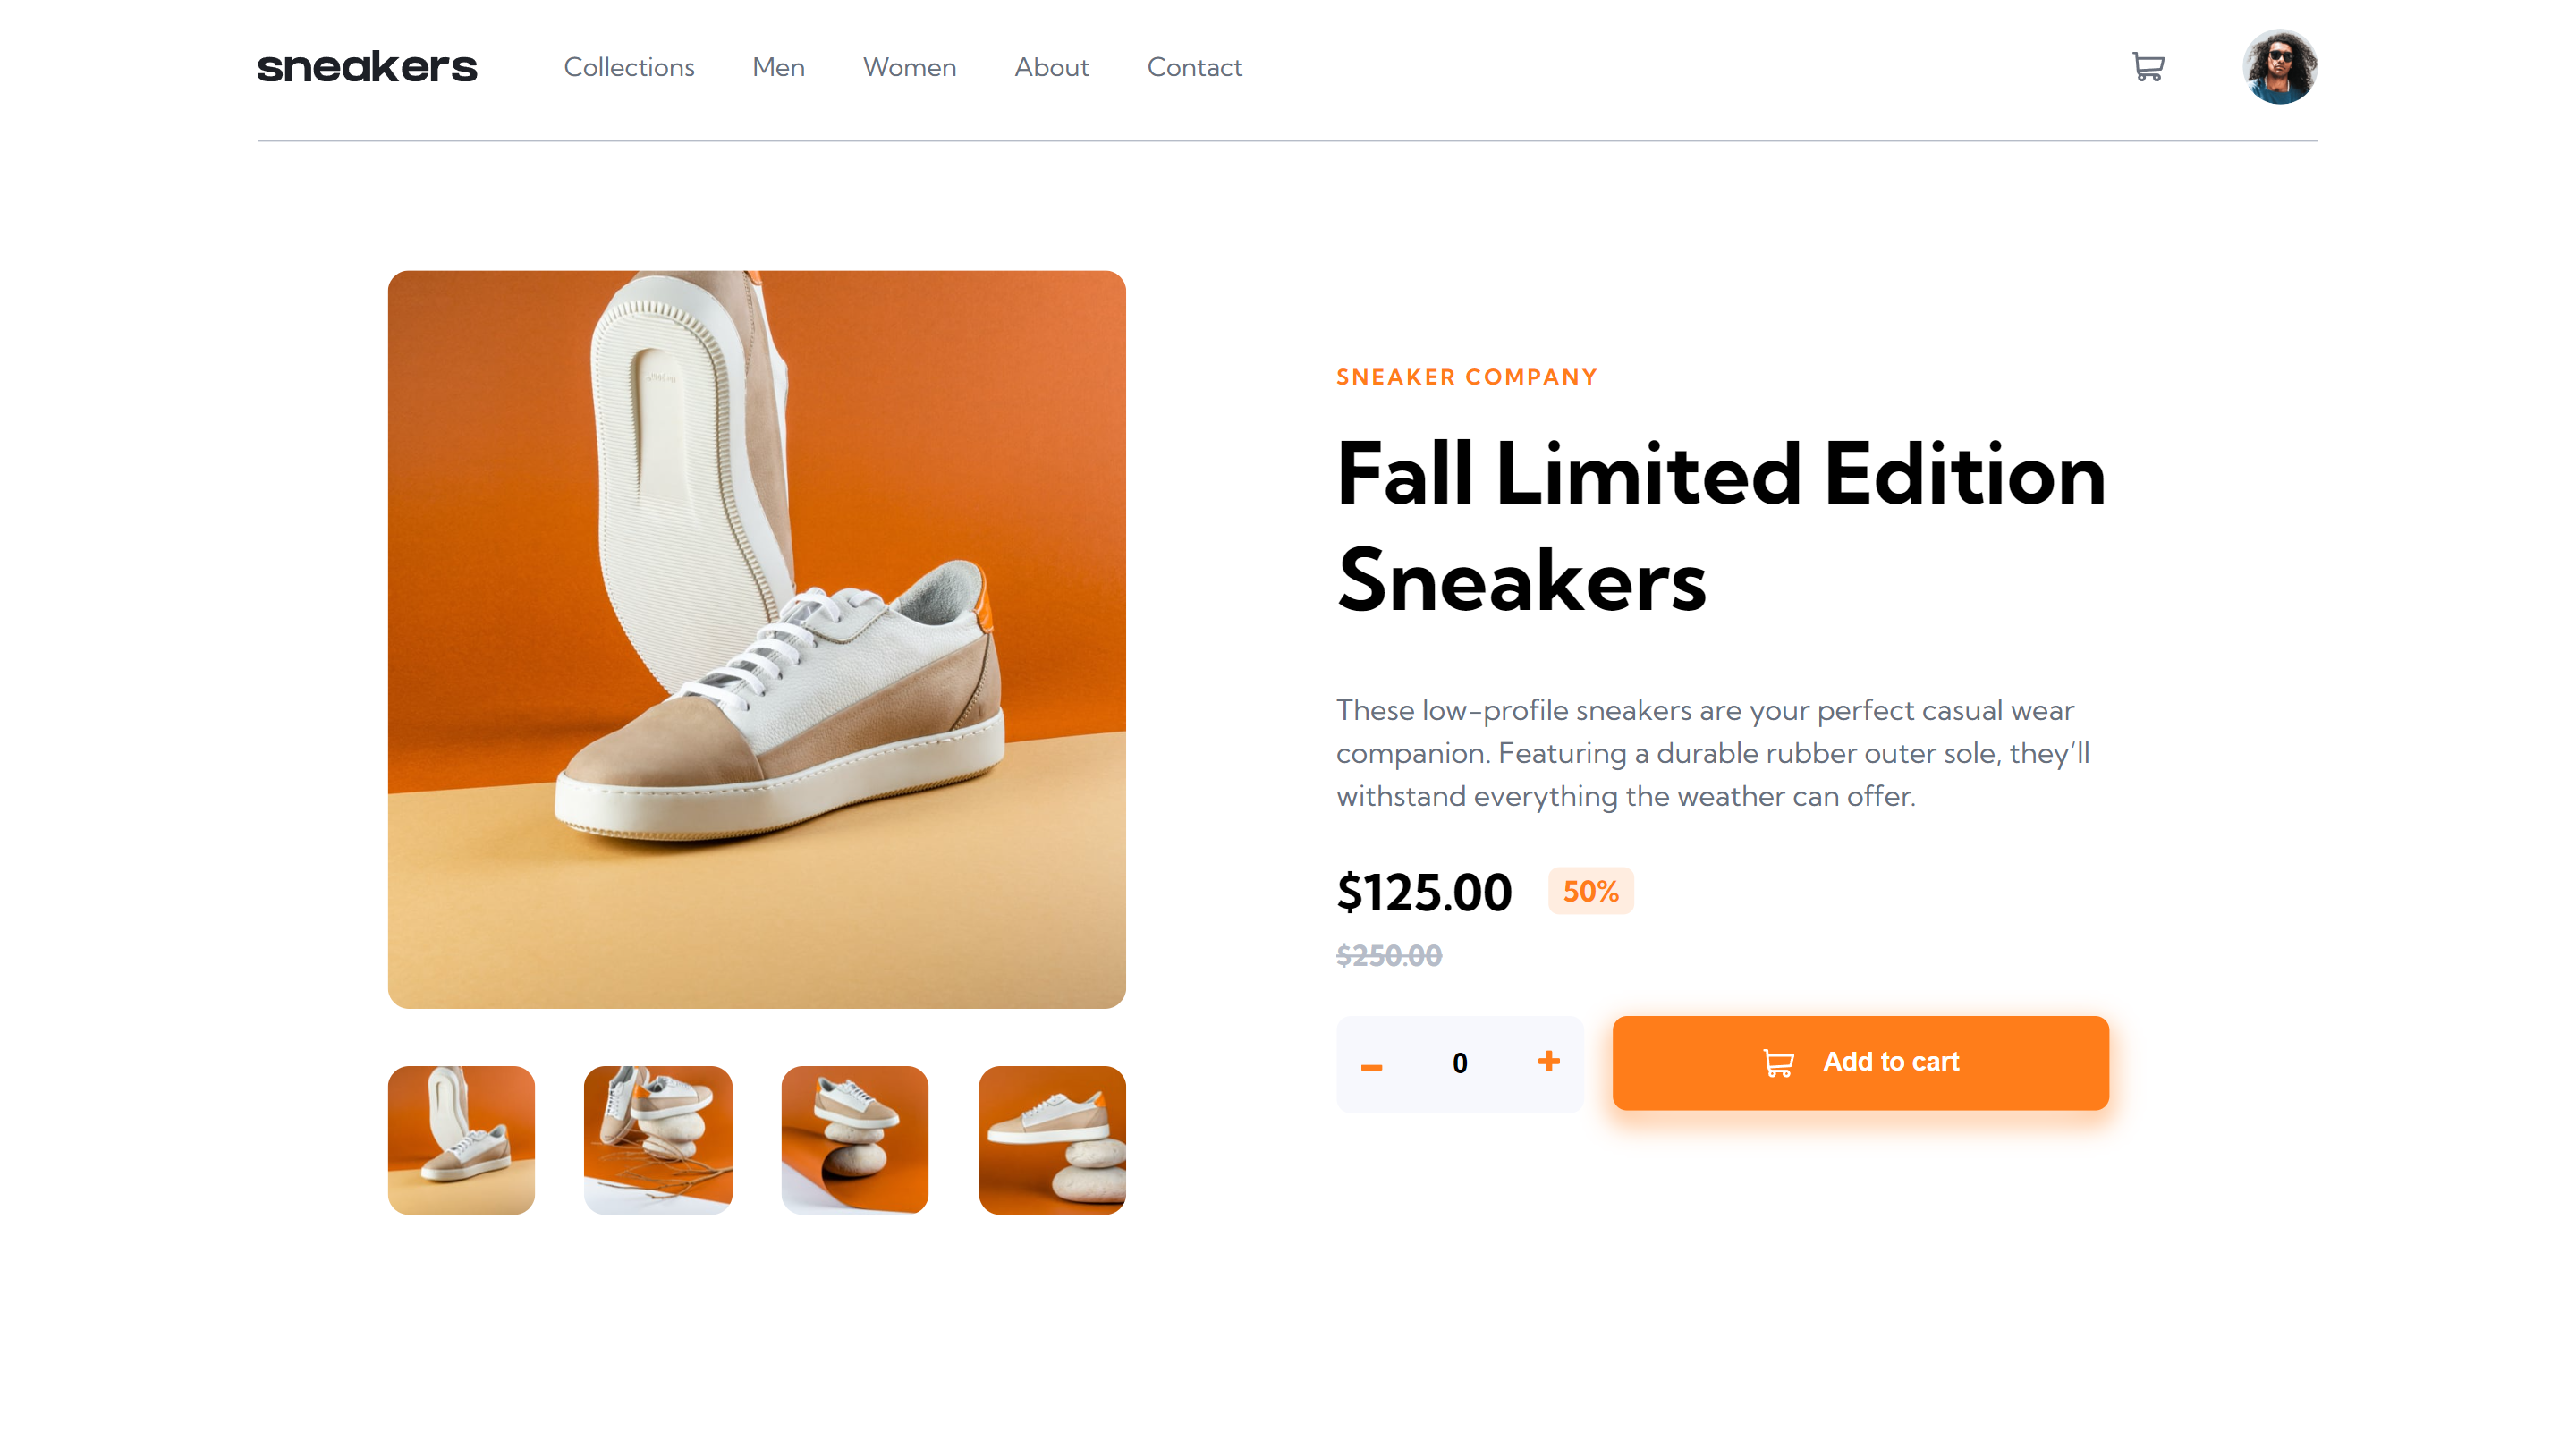 sneakers
Collections
Men
Women
About
Contact
SNEAKER COMPANY
Fall Limited Edition
Sneakers
These low-profile sneakers are your perfect casual wear
companion. Featuring a durable rubber outer sole, they’ll
withstand everything the weather can offer.
$125.00 50%
$250.00
0
Add to cart